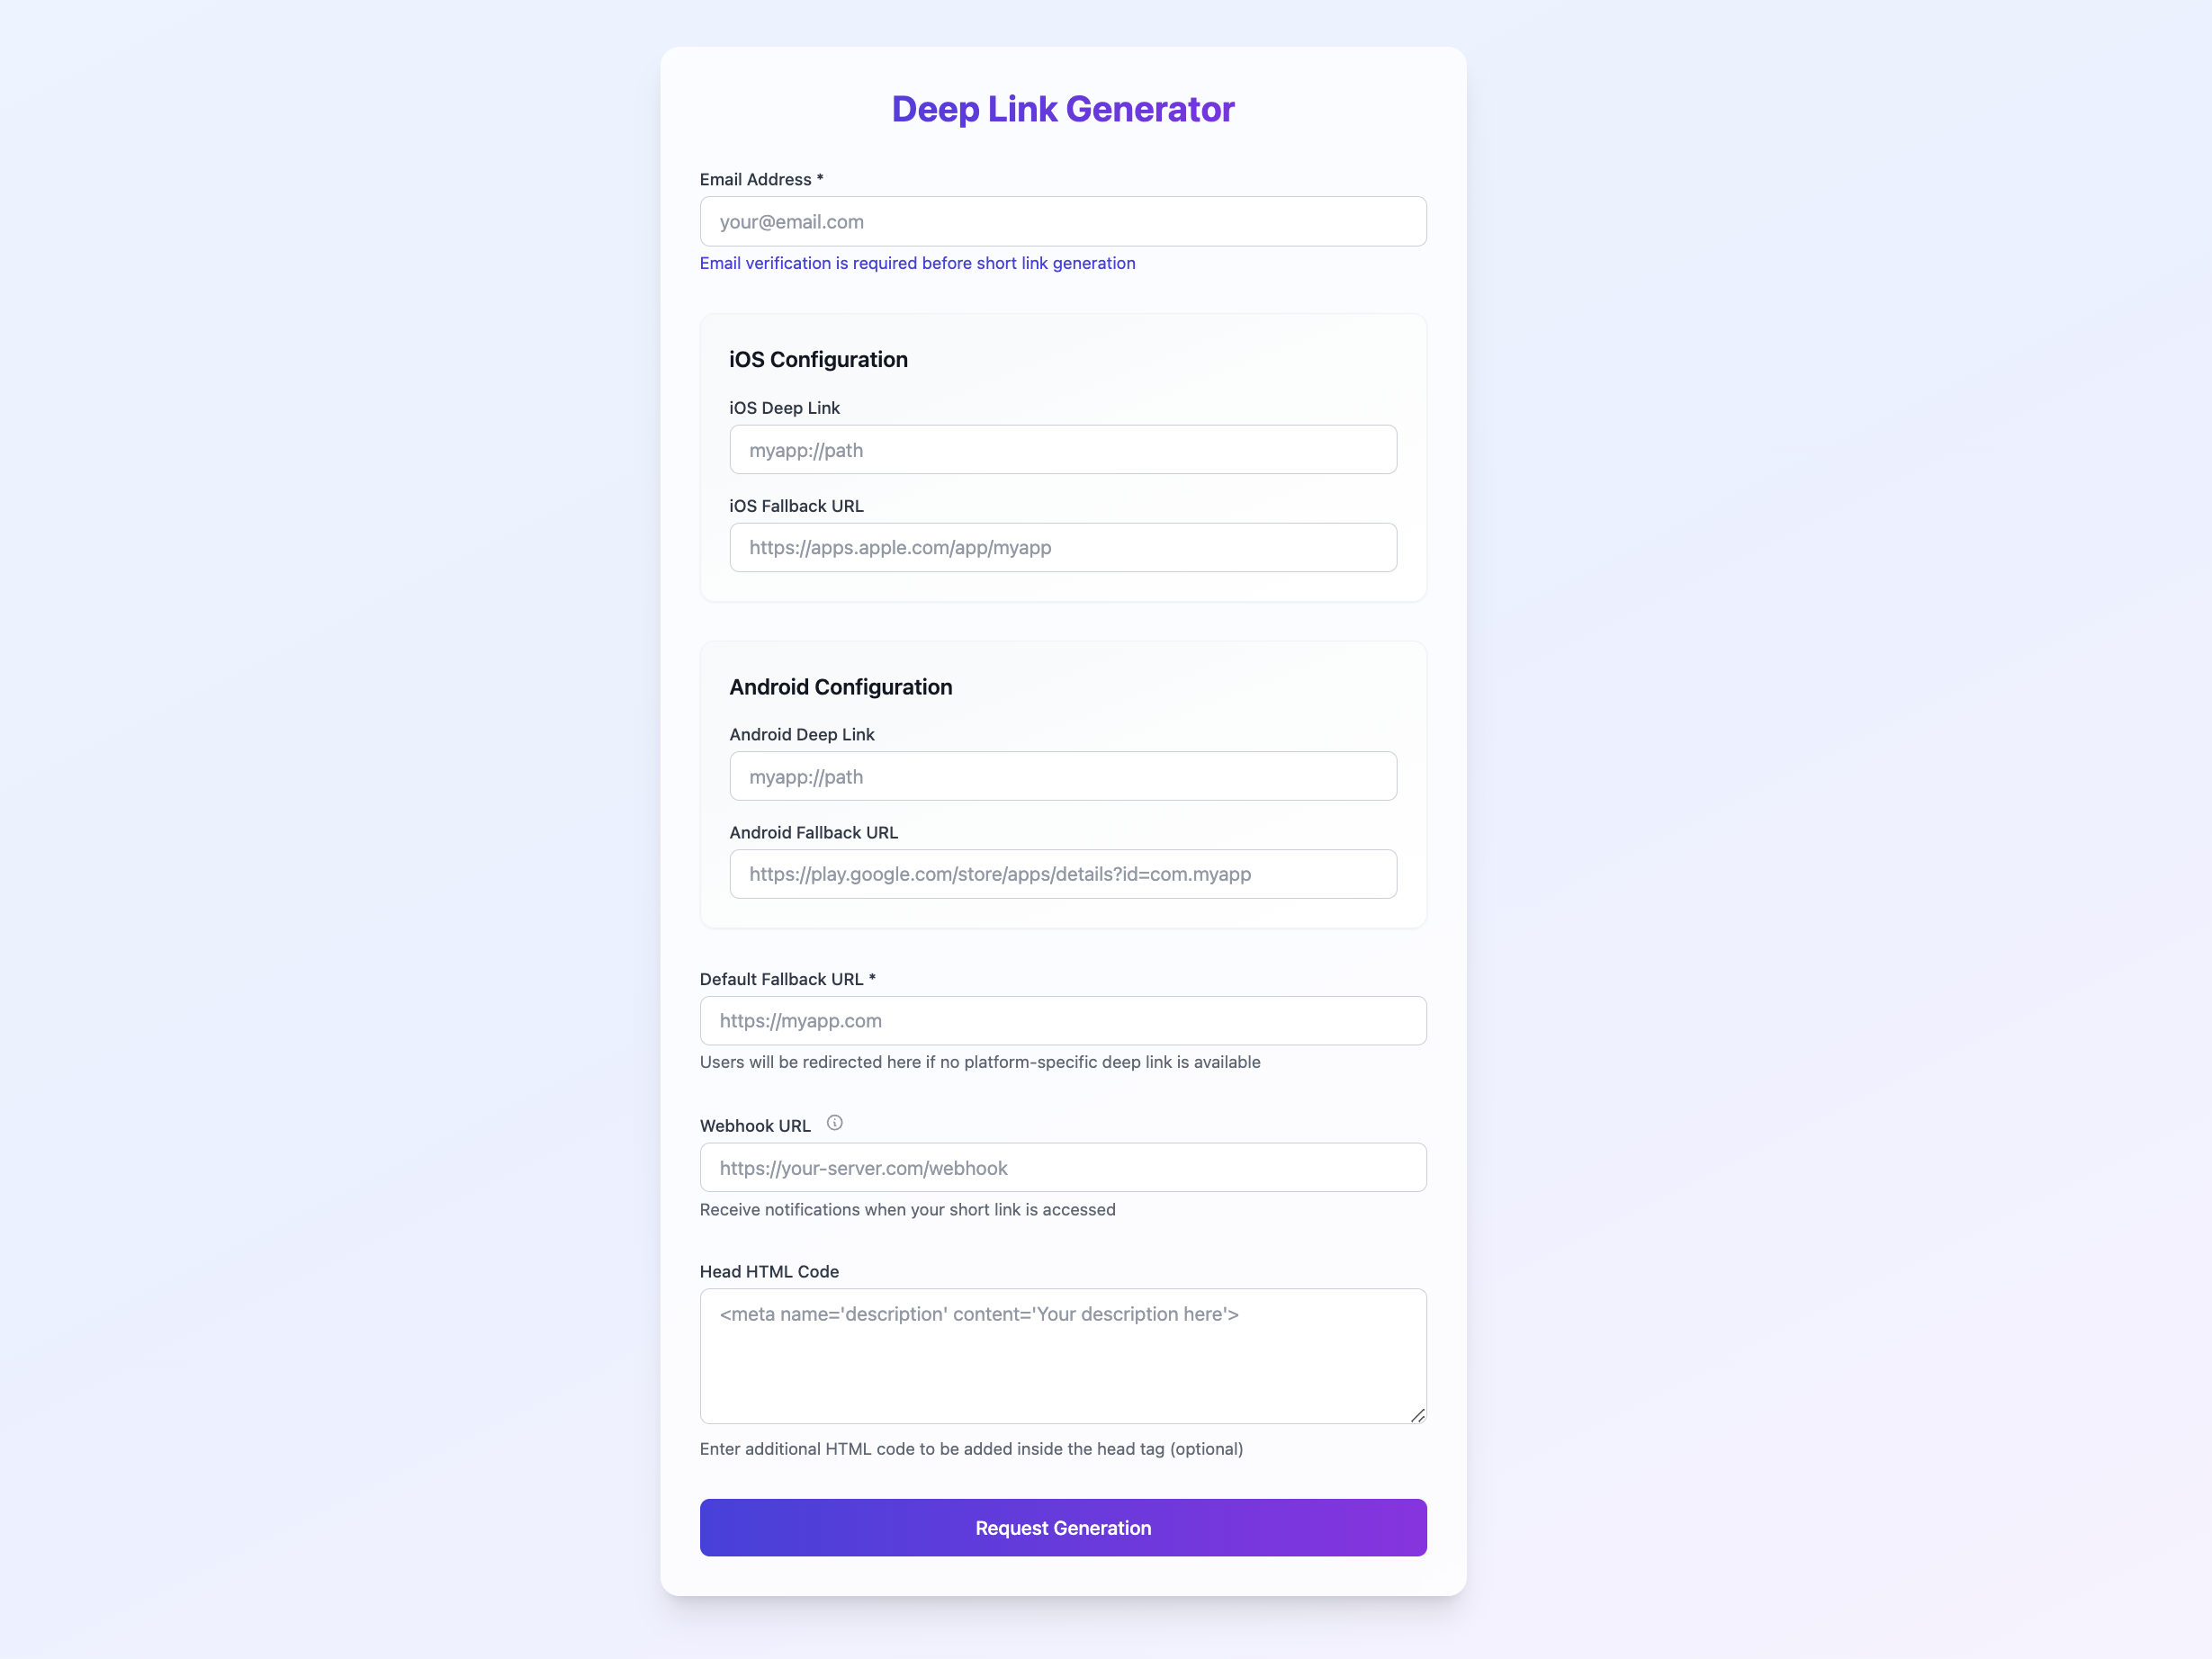 Deep Link Generator
Email Address *
your@email.com
Email verification is required before short link generation
iOS Configuration
iOS Deep Link
myapp://path
iOS Fallback URL
https://apps.apple.com/app/myapp
Android Configuration
Android Deep Link
myapp://path
Android Fallback URL
https://play.google.com/store/apps/details?id=com.myapp
Default Fallback URL *
https://myapp.com
Users will be redirected here if no platform-specific deep link is available
Webhook URL
https://your-server.com/webhook
Receive notifications when your short link is accessed
Head HTML Code
<meta name='description' content='Your description here'>
Enter additional HTML code to be added inside the head tag (optional)
Request Generation